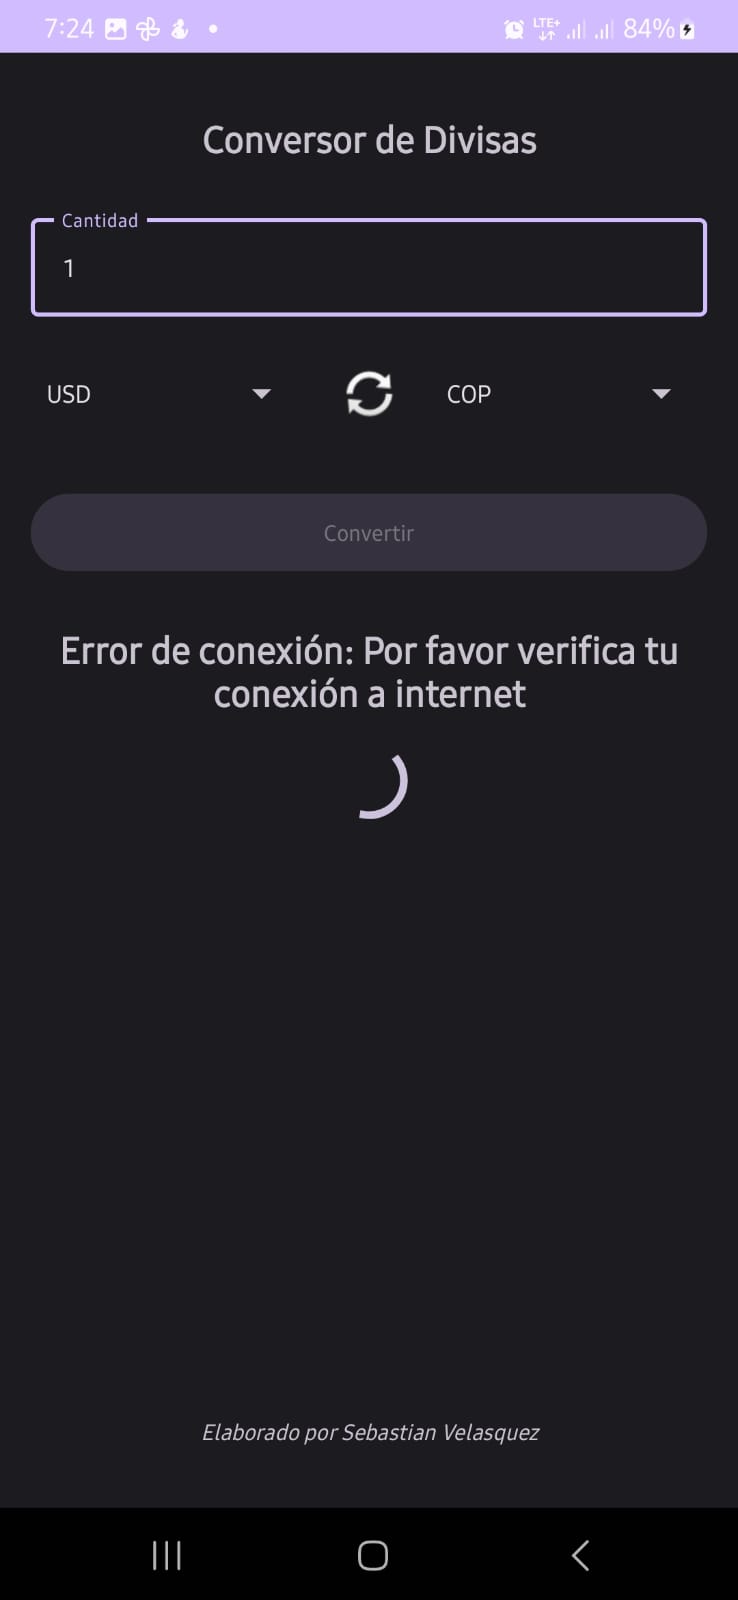 7:24
LTE+
84%
Conversor de Divisas
Cantidad
1
USD
COP
Convertir
Error de conexión: Por favor verifica tu
conexión a internet
Elaborado por Sebastian Velasquez